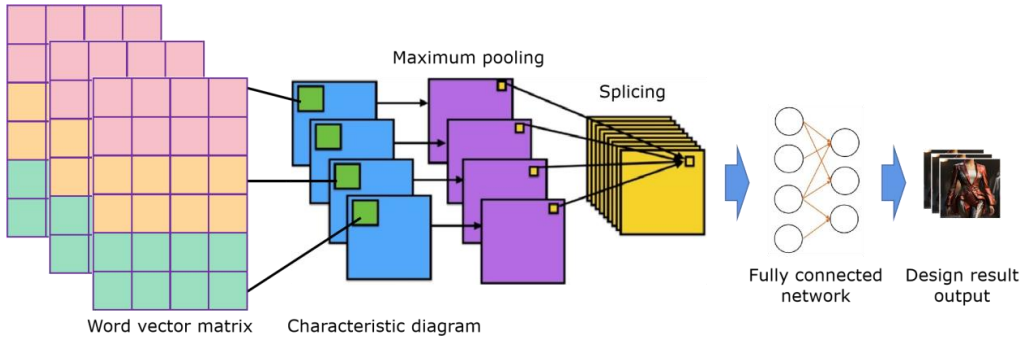 Maximum pooling
Splicing
Word vector matrix
Characteristic diagram
Fully connected
network
Design result
output